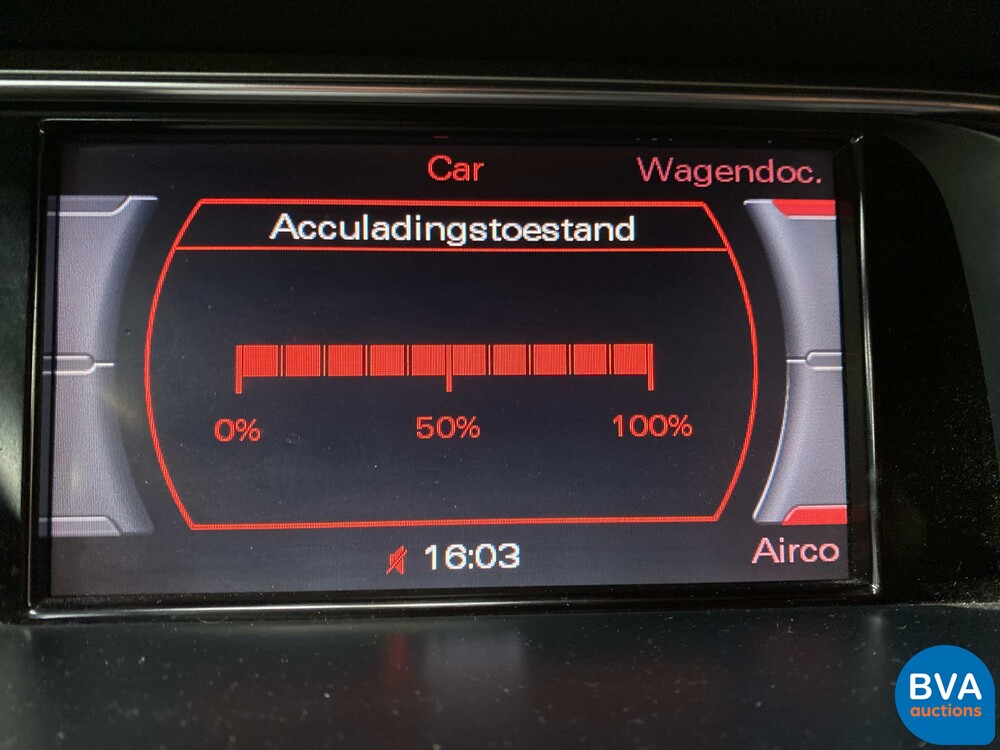 Car
Wagendoc.
Acculadingstoestand
0% 50% 100%
16:03
Airco
BVA
auctions